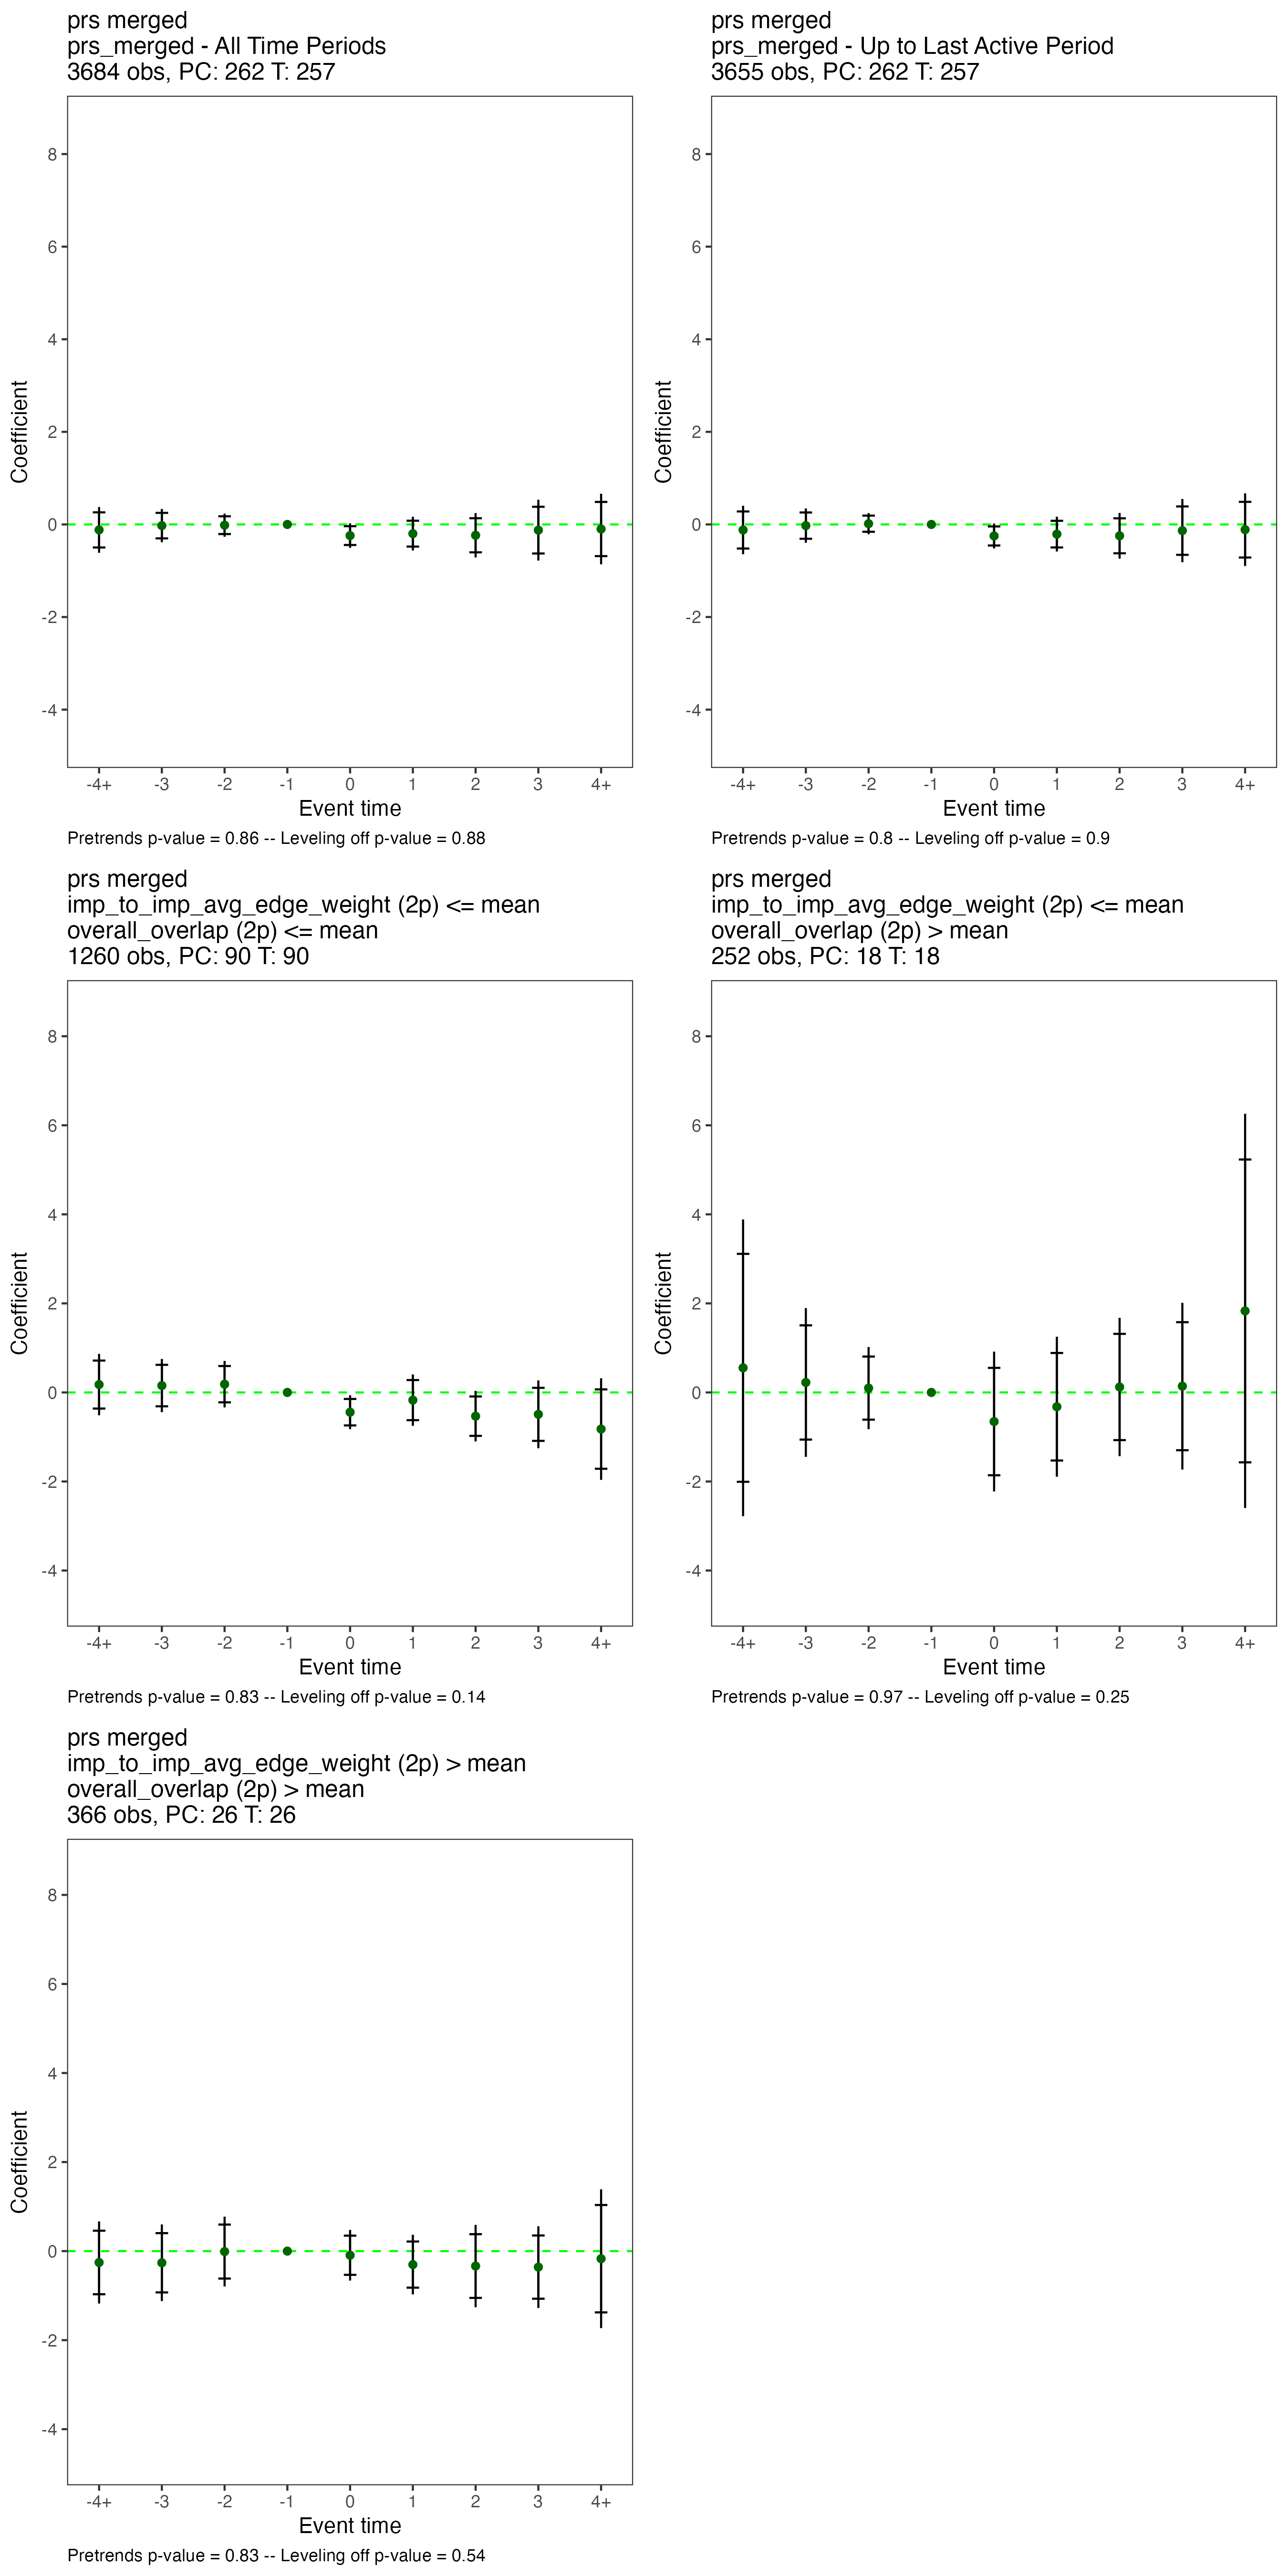 prs merged
prs_merged - All Time Periods
3684 obs, PC: 262 T: 257
8
6
4
2
0
-2
-4
Coefficient
-4+ -3 -2 -1 0 1 2 3 4+
Event time
Pretrends p-value = 0.86 -- Leveling off p-value = 0.88
prs merged
prs_merged - Up to Last Active Period
3655 obs, PC: 262 T: 257
8
6
4
2
0
-2
-4
Coefficient
-4+ -3 -2 -1 0 1 2 3 4+
Event time
Pretrends p-value = 0.8 -- Leveling off p-value = 0.9
prs merged
imp_to_imp_avg_edge_weight (2p) <= mean
overall_overlap (2p) <= mean
1260 obs, PC: 90 T: 90
8
6
4
2
0
-2
-4
Coefficient
-4+ -3 -2 -1 0 1 2 3 4+
Event time
Pretrends p-value = 0.83 -- Leveling off p-value = 0.14
prs merged
imp_to_imp_avg_edge_weight (2p) <= mean
overall_overlap (2p) > mean
252 obs, PC: 18 T: 18
8
6
4
2
0
-2
-4
Coefficient
-4+ -3 -2 -1 0 1 2 3 4+
Event time
Pretrends p-value = 0.97 -- Leveling off p-value = 0.25
prs merged
imp_to_imp_avg_edge_weight (2p) > mean
overall_overlap (2p) > mean
366 obs, PC: 26 T: 26
8
6
4
2
0
-2
-4
Coefficient
-4+ -3 -2 -1 0 1 2 3 4+
Event time
Pretrends p-value = 0.83 -- Leveling off p-value = 0.54